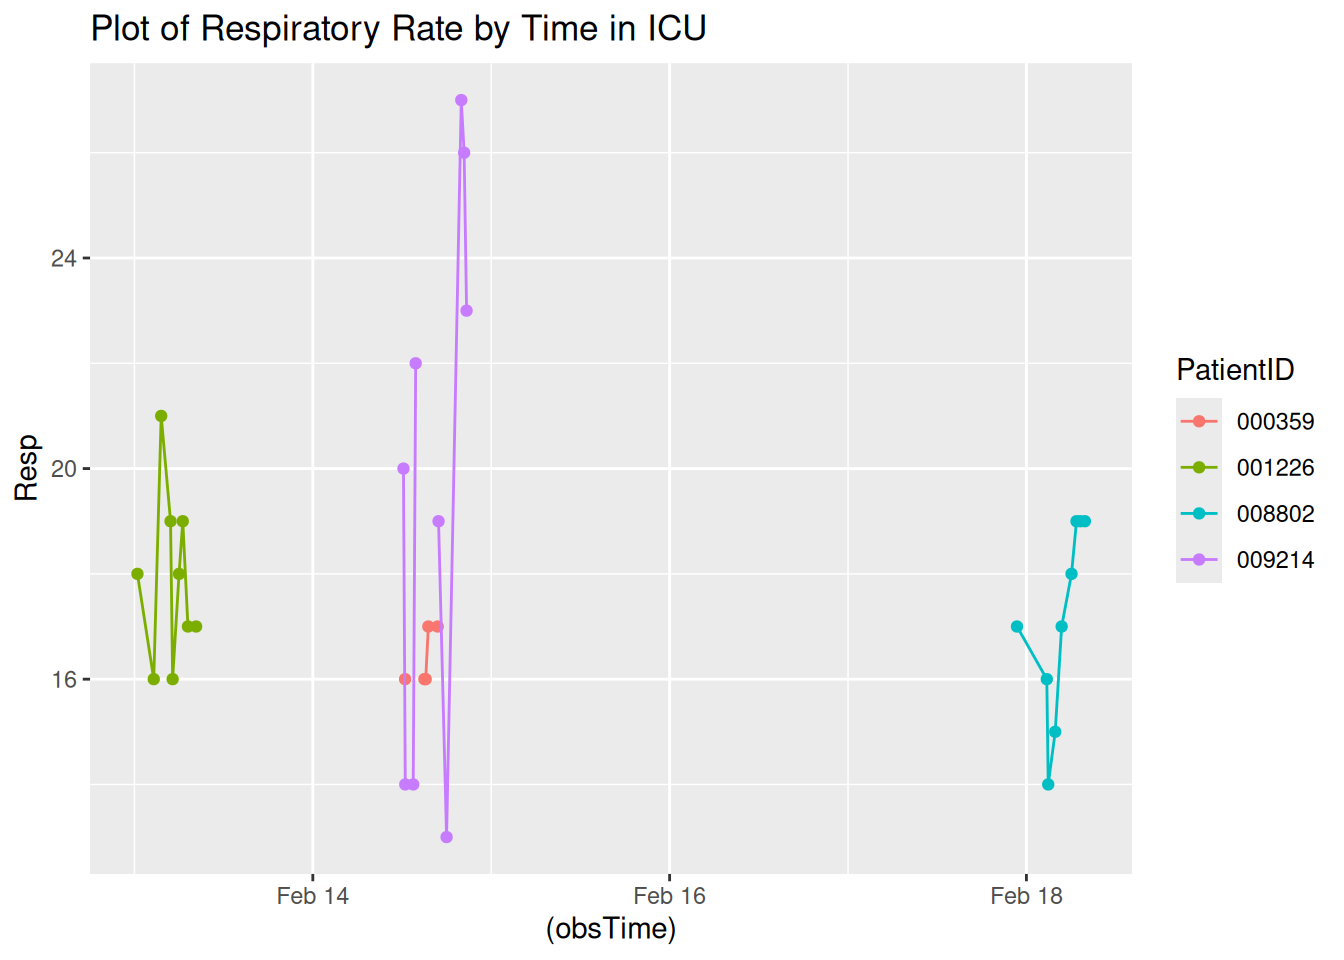 Plot of Respiratory Rate by Time in ICU
Resp
24
20
16
Feb 14
Feb 16
Feb 18
(obsTime)
PatientID
000359
001226
008802
009214